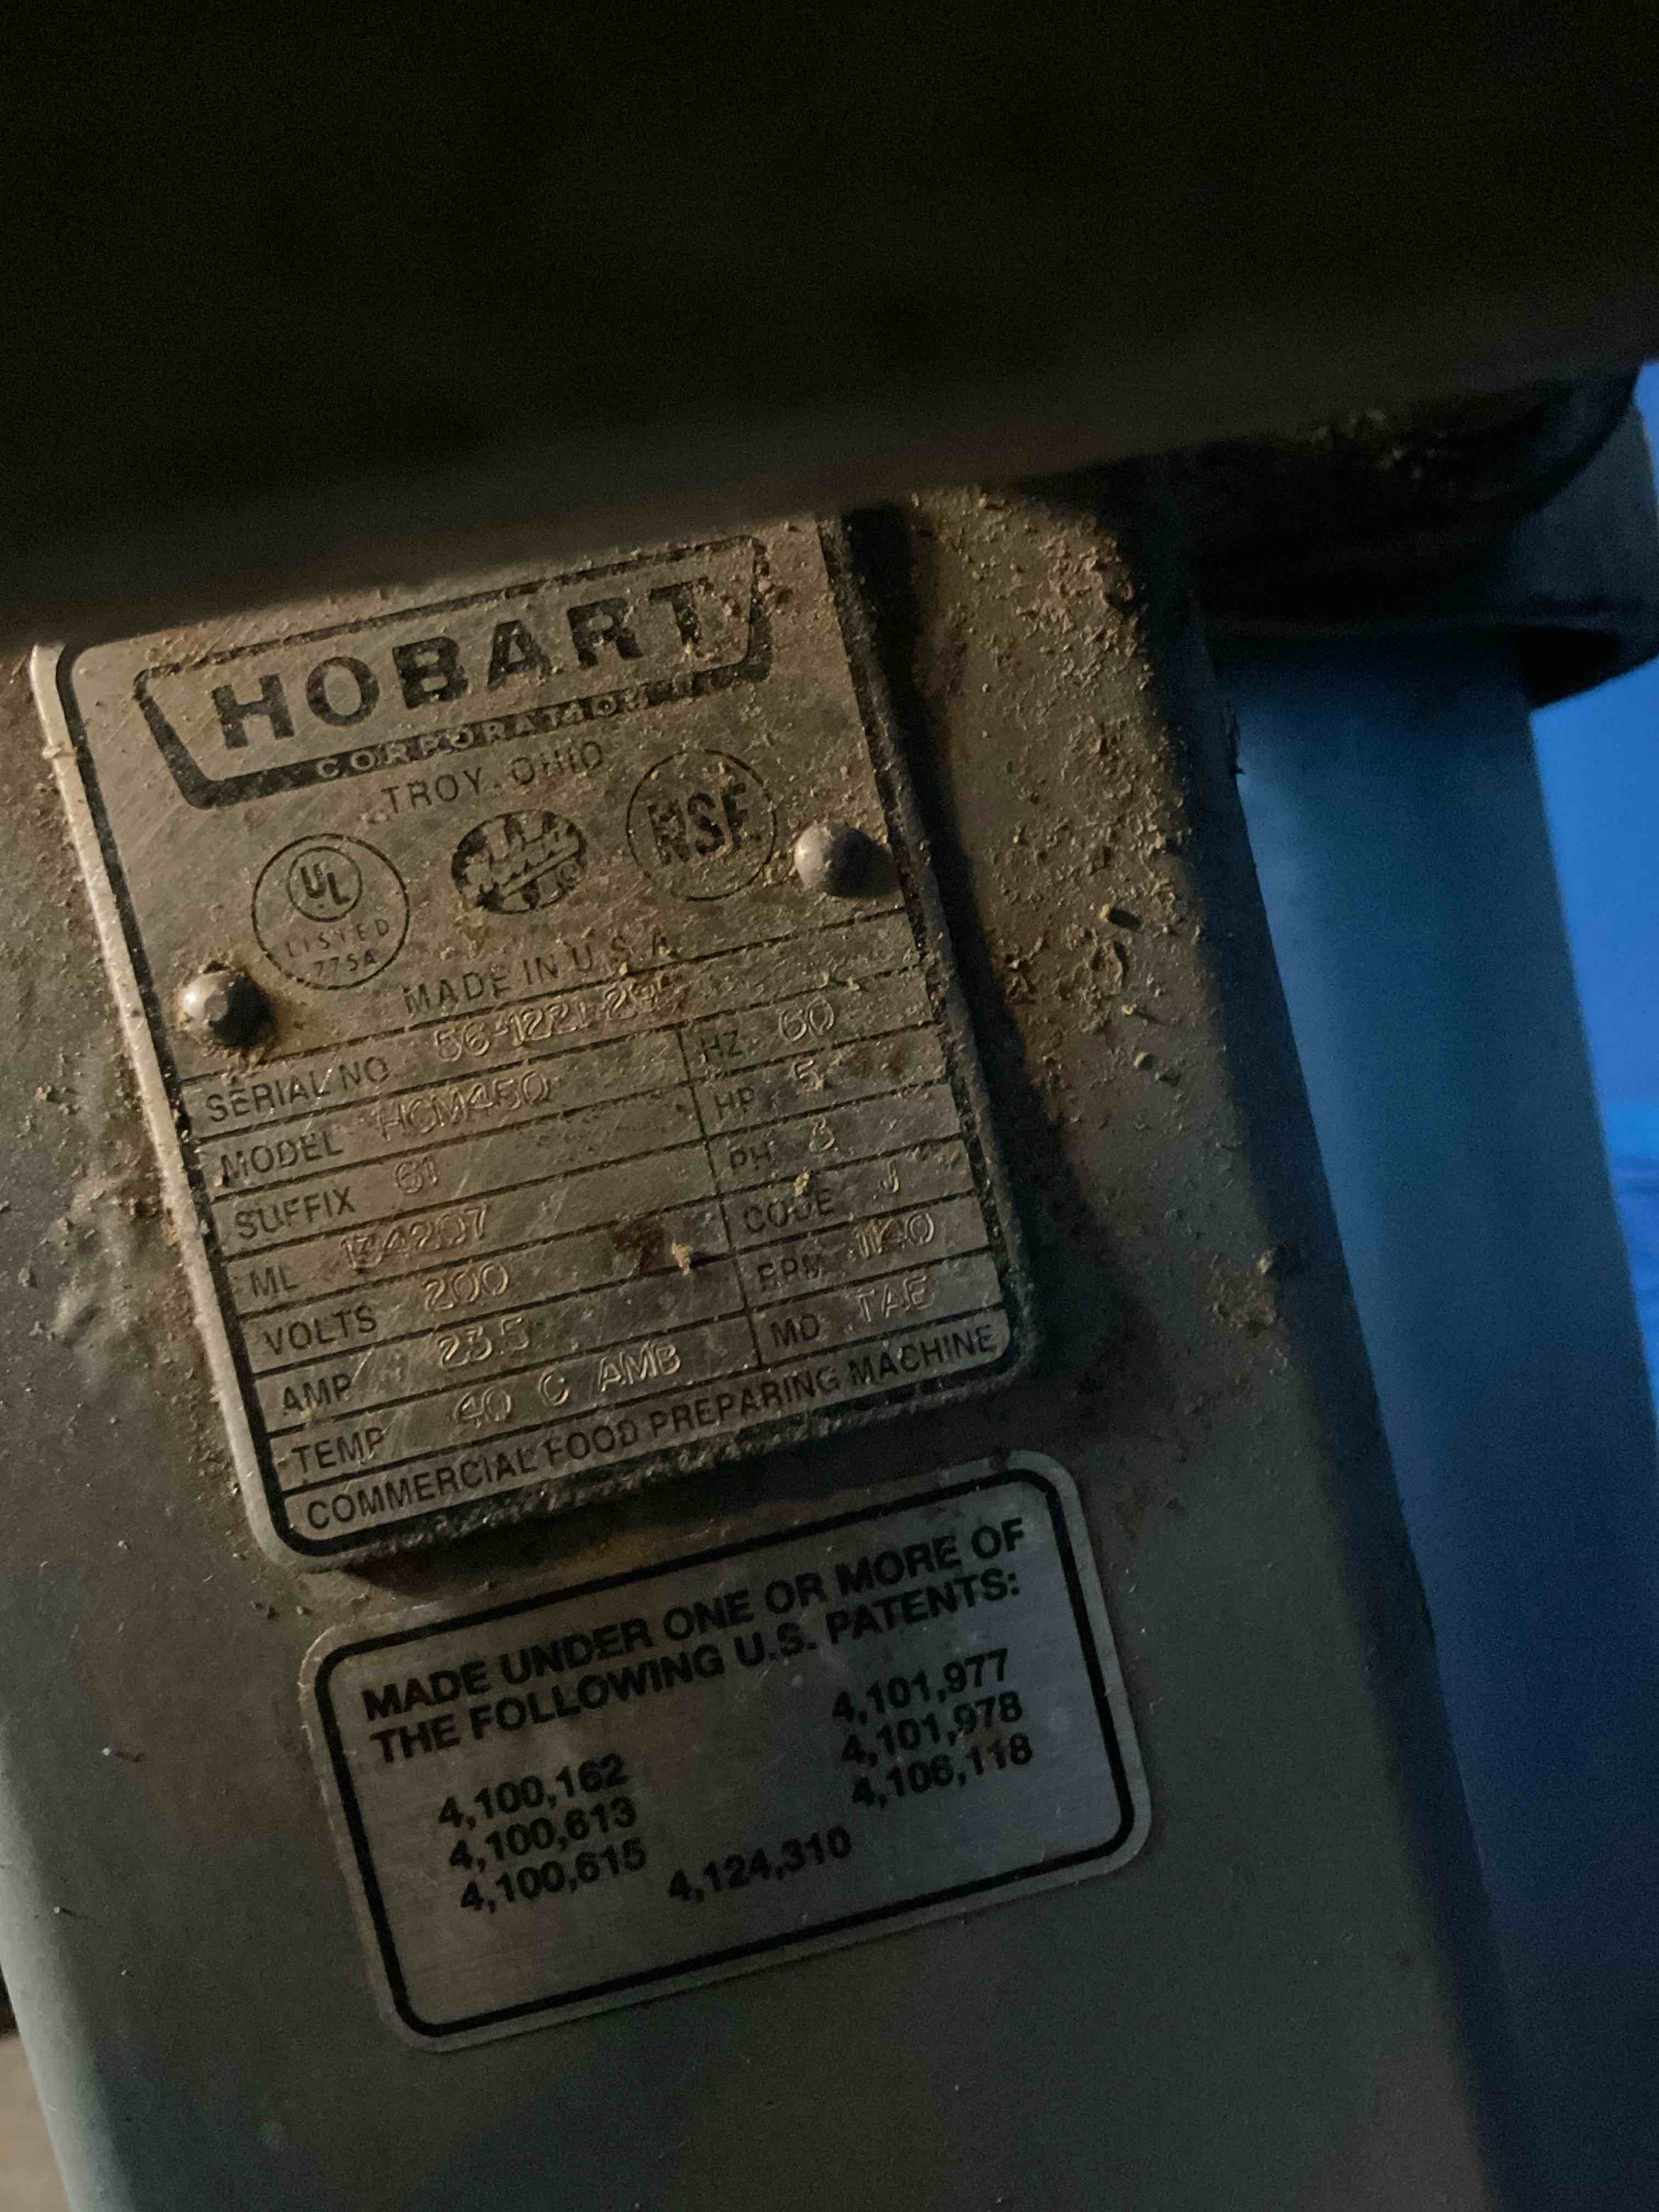 HOBART
CORPORATION
TROY, OHIO
UL
LISTED
775A
NSF
MADE IN U.S.A.
SERIAL NO
MODEL HCM450 HZ 60
SUFFIX 61 HP 5
ML 134207 PH 3
VOLTS 200 CODE J
AMP 23.5 RPM 1140
TEMP 40 C AMB MO TAE
COMMERCIAL FOOD PREPARING MACHINE
MADE UNDER ONE OR MORE OF
THE FOLLOWING U.S. PATENTS:
4,100,162 4,101,977
4,100,613 4,101,978
4,100,615 4,106,118
4,124,310